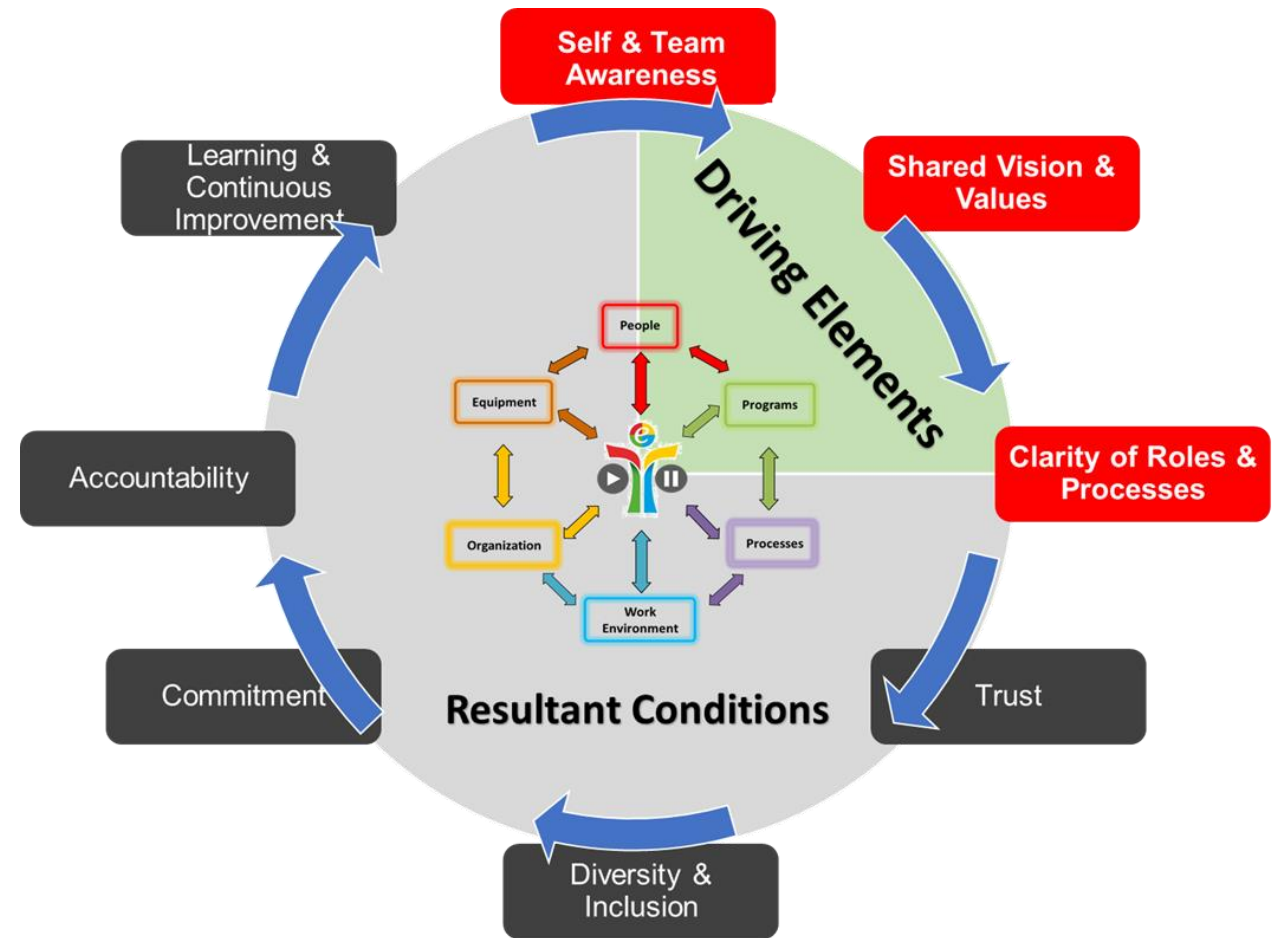 Self & Team
Awareness
Shared Vision &
Values
Clarity of Roles &
Processes
Trust
Diversity &
Inclusion
Commitment
Accountability
Learning &
Continuous
Improvement
Driving Elements
Resultant Conditions
People
Programs
Processes
Work
Environment
Organization
Equipment
e